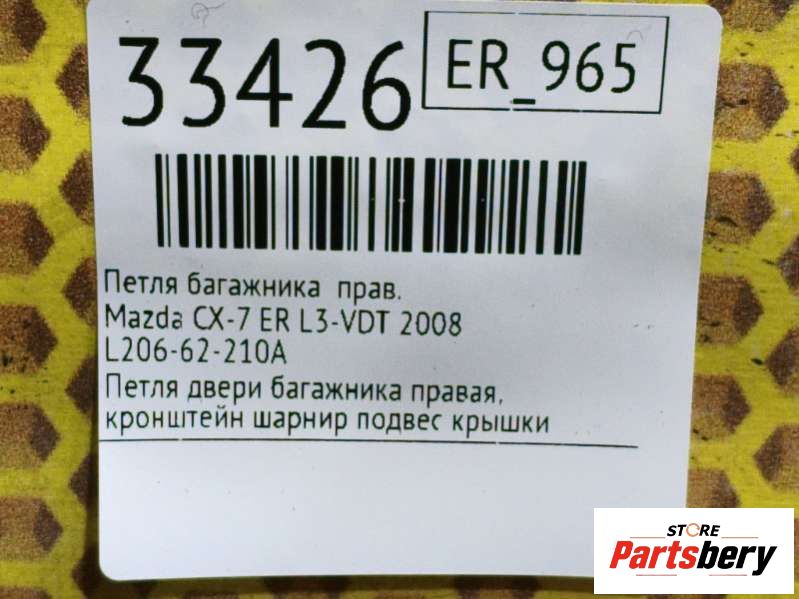 33426
ER_965
Петля багажника прав.
Mazda CX-7 ER L3-VDT 2008
L206-62-210A
Петля двери багажника правая,
кронштейн шарнир подвес крышки
STORE
Partsbery